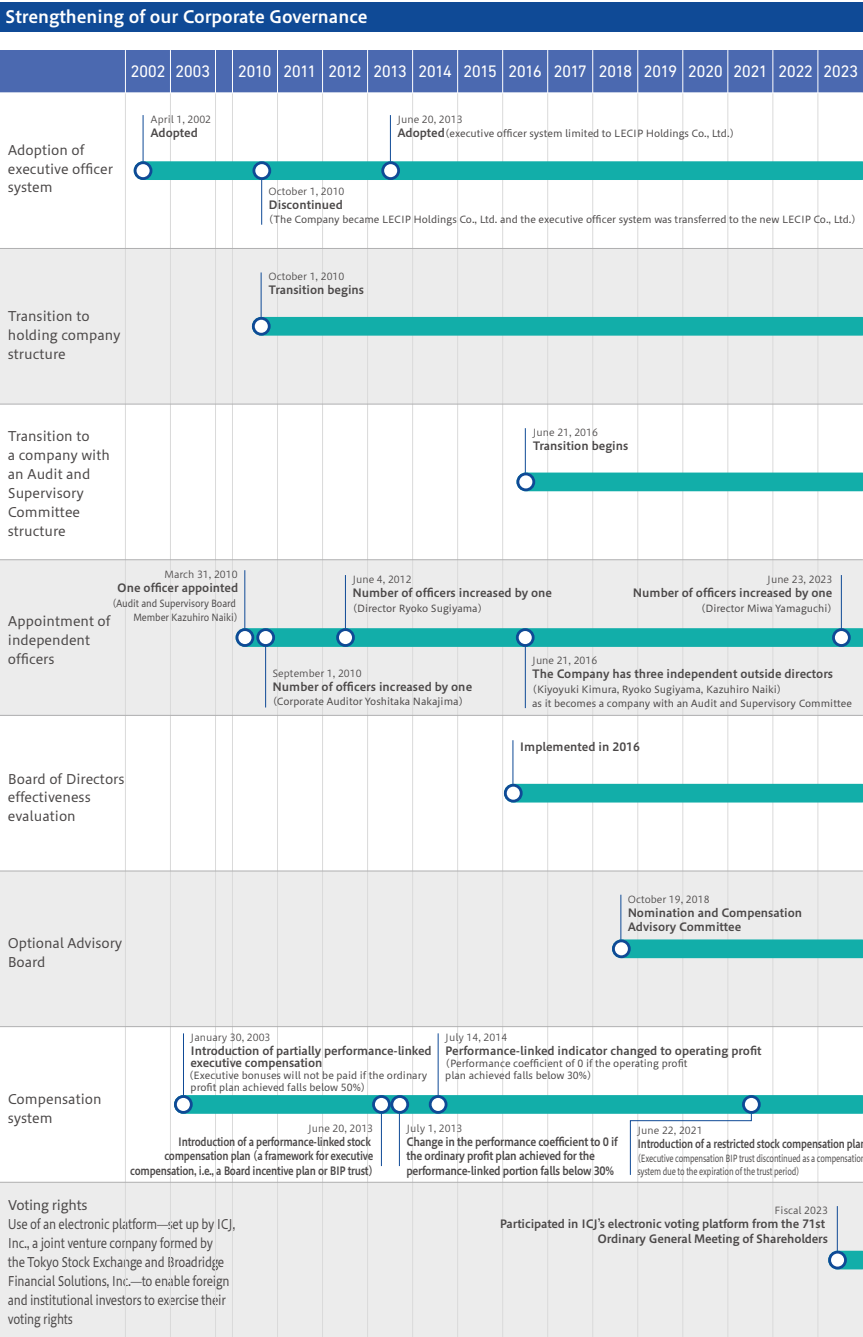 Strengthening of our Corporate Governance
2002 2003 2010 2011 2012 2013 2014 2015 2016 2017 2018 2019 2020 2021 2022 2023
Adoption of
executive officer
system
April 1, 2002
Adopted
June 20, 2013
Adopted (executive officer system limited to LECIP Holdings Co., Ltd.)
October 1, 2010
Discontinued
(The Company became LECIP Holdings Co., Ltd. and the executive officer system was transferred to the new LECIP Co., Ltd.)
Transition to
holding company
structure
October 1, 2010
Transition begins
Transition to
a company with
an Audit and
Supervisory
Committee
structure
June 21, 2016
Transition begins
Appointment of
independent
officers
March 31, 2010
One officer appointed
(Audit and Supervisory Board
Member Kazuhiro Naiki)
June 4, 2012
Number of officers increased by one
(Director Ryoko Sugiyama)
June 23, 2023
Number of officers increased by one
(Director Miwa Yamaguchi)
September 1, 2010
Number of officers increased by one
(Corporate Auditor Yoshitaka Nakajima)
June 21, 2016
The Company has three independent outside directors
(Kiyoyuki Kimura, Ryoko Sugiyama, Kazuhiro Naiki)
as it becomes a company with an Audit and Supervisory Committee
Board of Directors
effectiveness
evaluation
Implemented in 2016
Optional Advisory
Board
October 19, 2018
Nomination and Compensation
Advisory Committee
Compensation
system
January 30, 2003
Introduction of partially performance-linked
executive compensation
(Executive bonuses will not be paid if the ordinary
profit plan achieved falls below 50%)
July 14, 2014
Performance-linked indicator changed to operating profit
(Performance coefficient of 0 if the operating profit
plan achieved falls below 30%)
June 20, 2013
Introduction of a performance-linked stock
compensation plan (a framework for executive
compensation, i.e., a Board incentive plan or BIP trust)
July 1, 2013
Change in the performance coefficient to 0 if
the ordinary profit plan achieved for the
performance-linked portion falls below 30%
June 22, 2021
Introduction of a restricted stock compensation plan
(Executive compensation BIP trust discontinued as a compensation
system due to the expiration of the trust period)
Voting rights
Use of an electronic platform—set up by ICJ,
Inc., a joint venture company formed by
the Tokyo Stock Exchange and Broadridge
Financial Solutions, Inc.—to enable foreign
and institutional investors to exercise their
voting rights
Fiscal 2023
Participated in ICJ's electronic voting platform from the 71st
Ordinary General Meeting of Shareholders